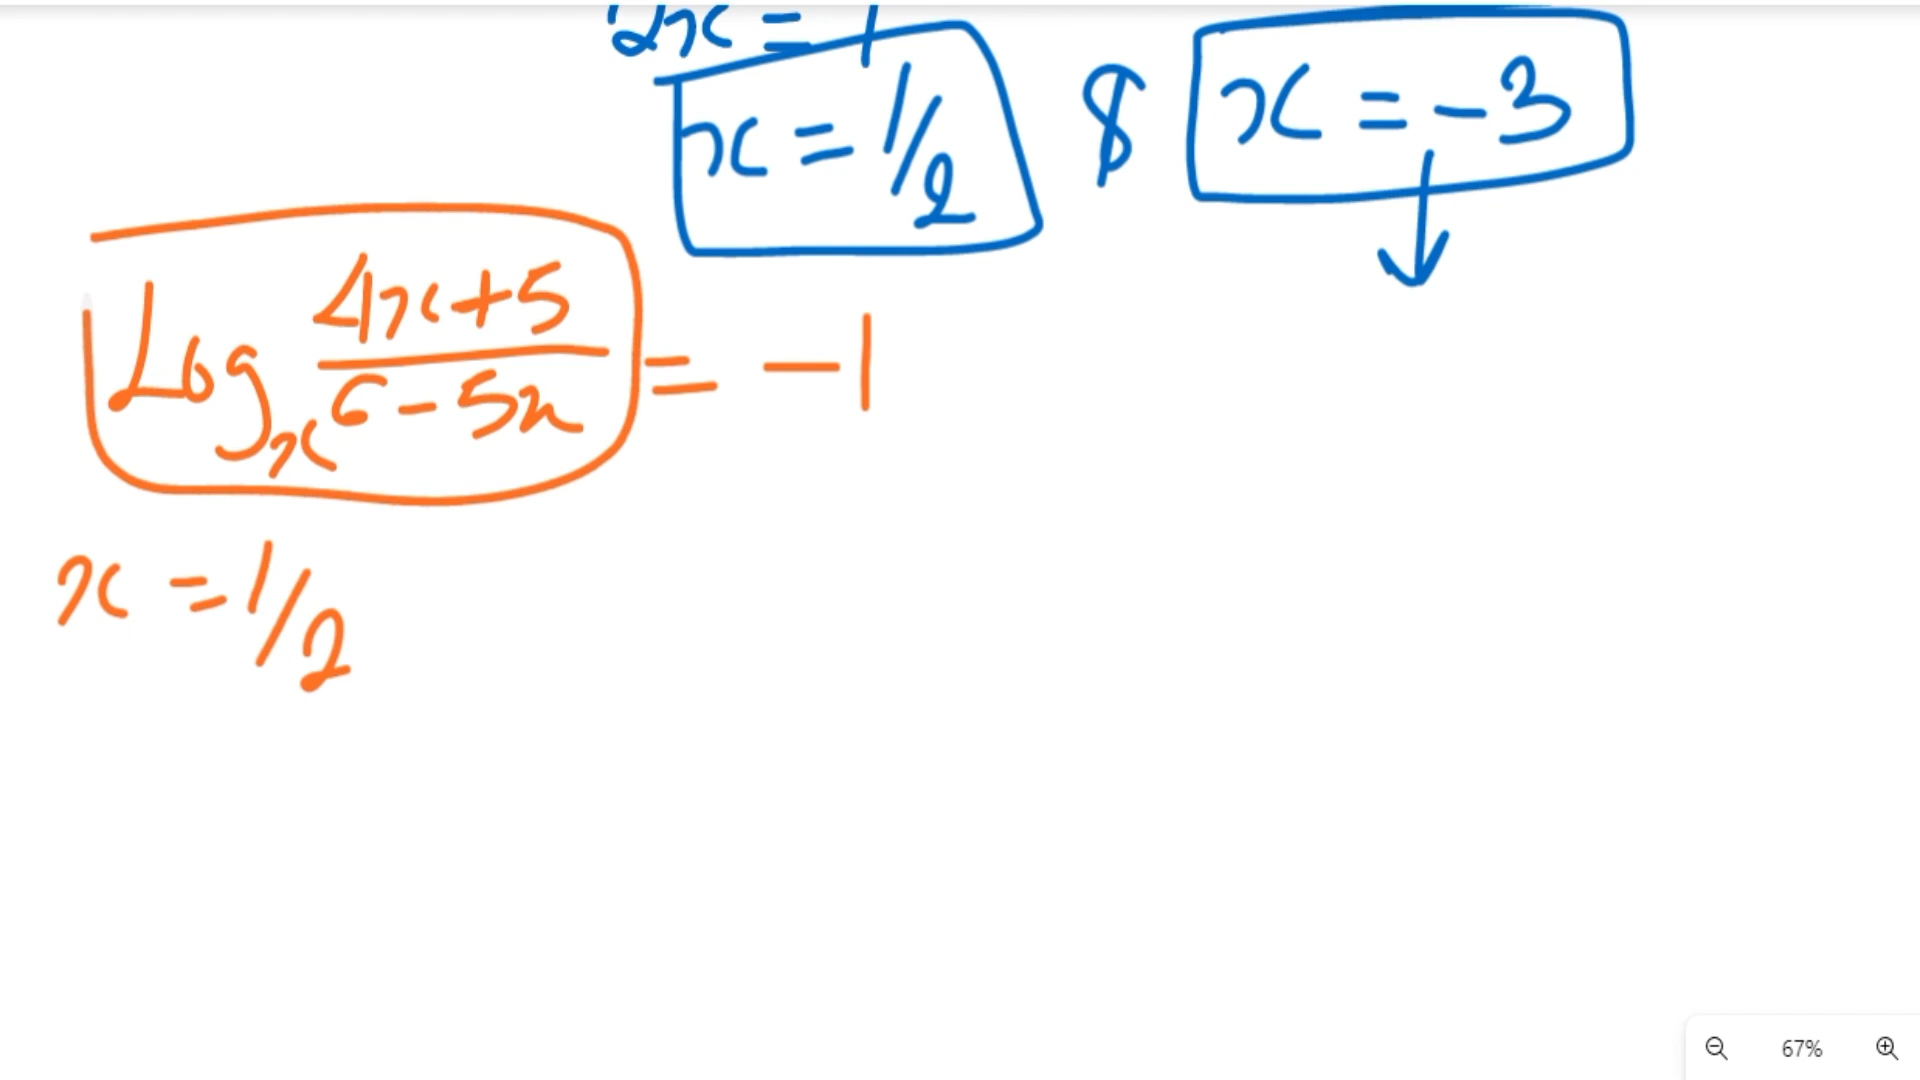 2x = 1
x = 1/2 & x = -3
Log_x (4x+5)/(6-5x) = -1
x = 1/2
67%